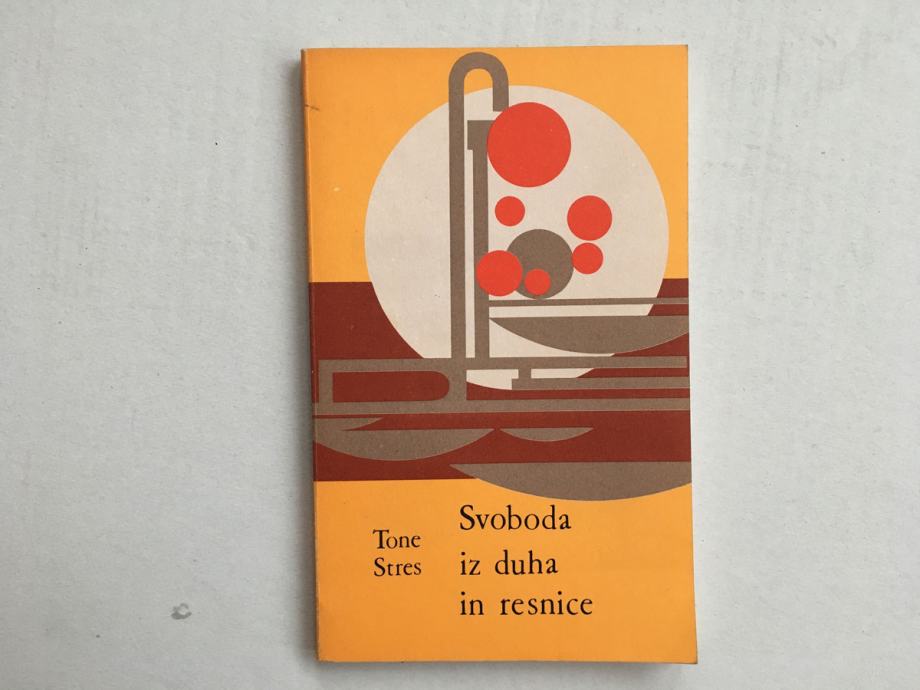 Tone
Stres
Svoboda
iz duha
in resnice